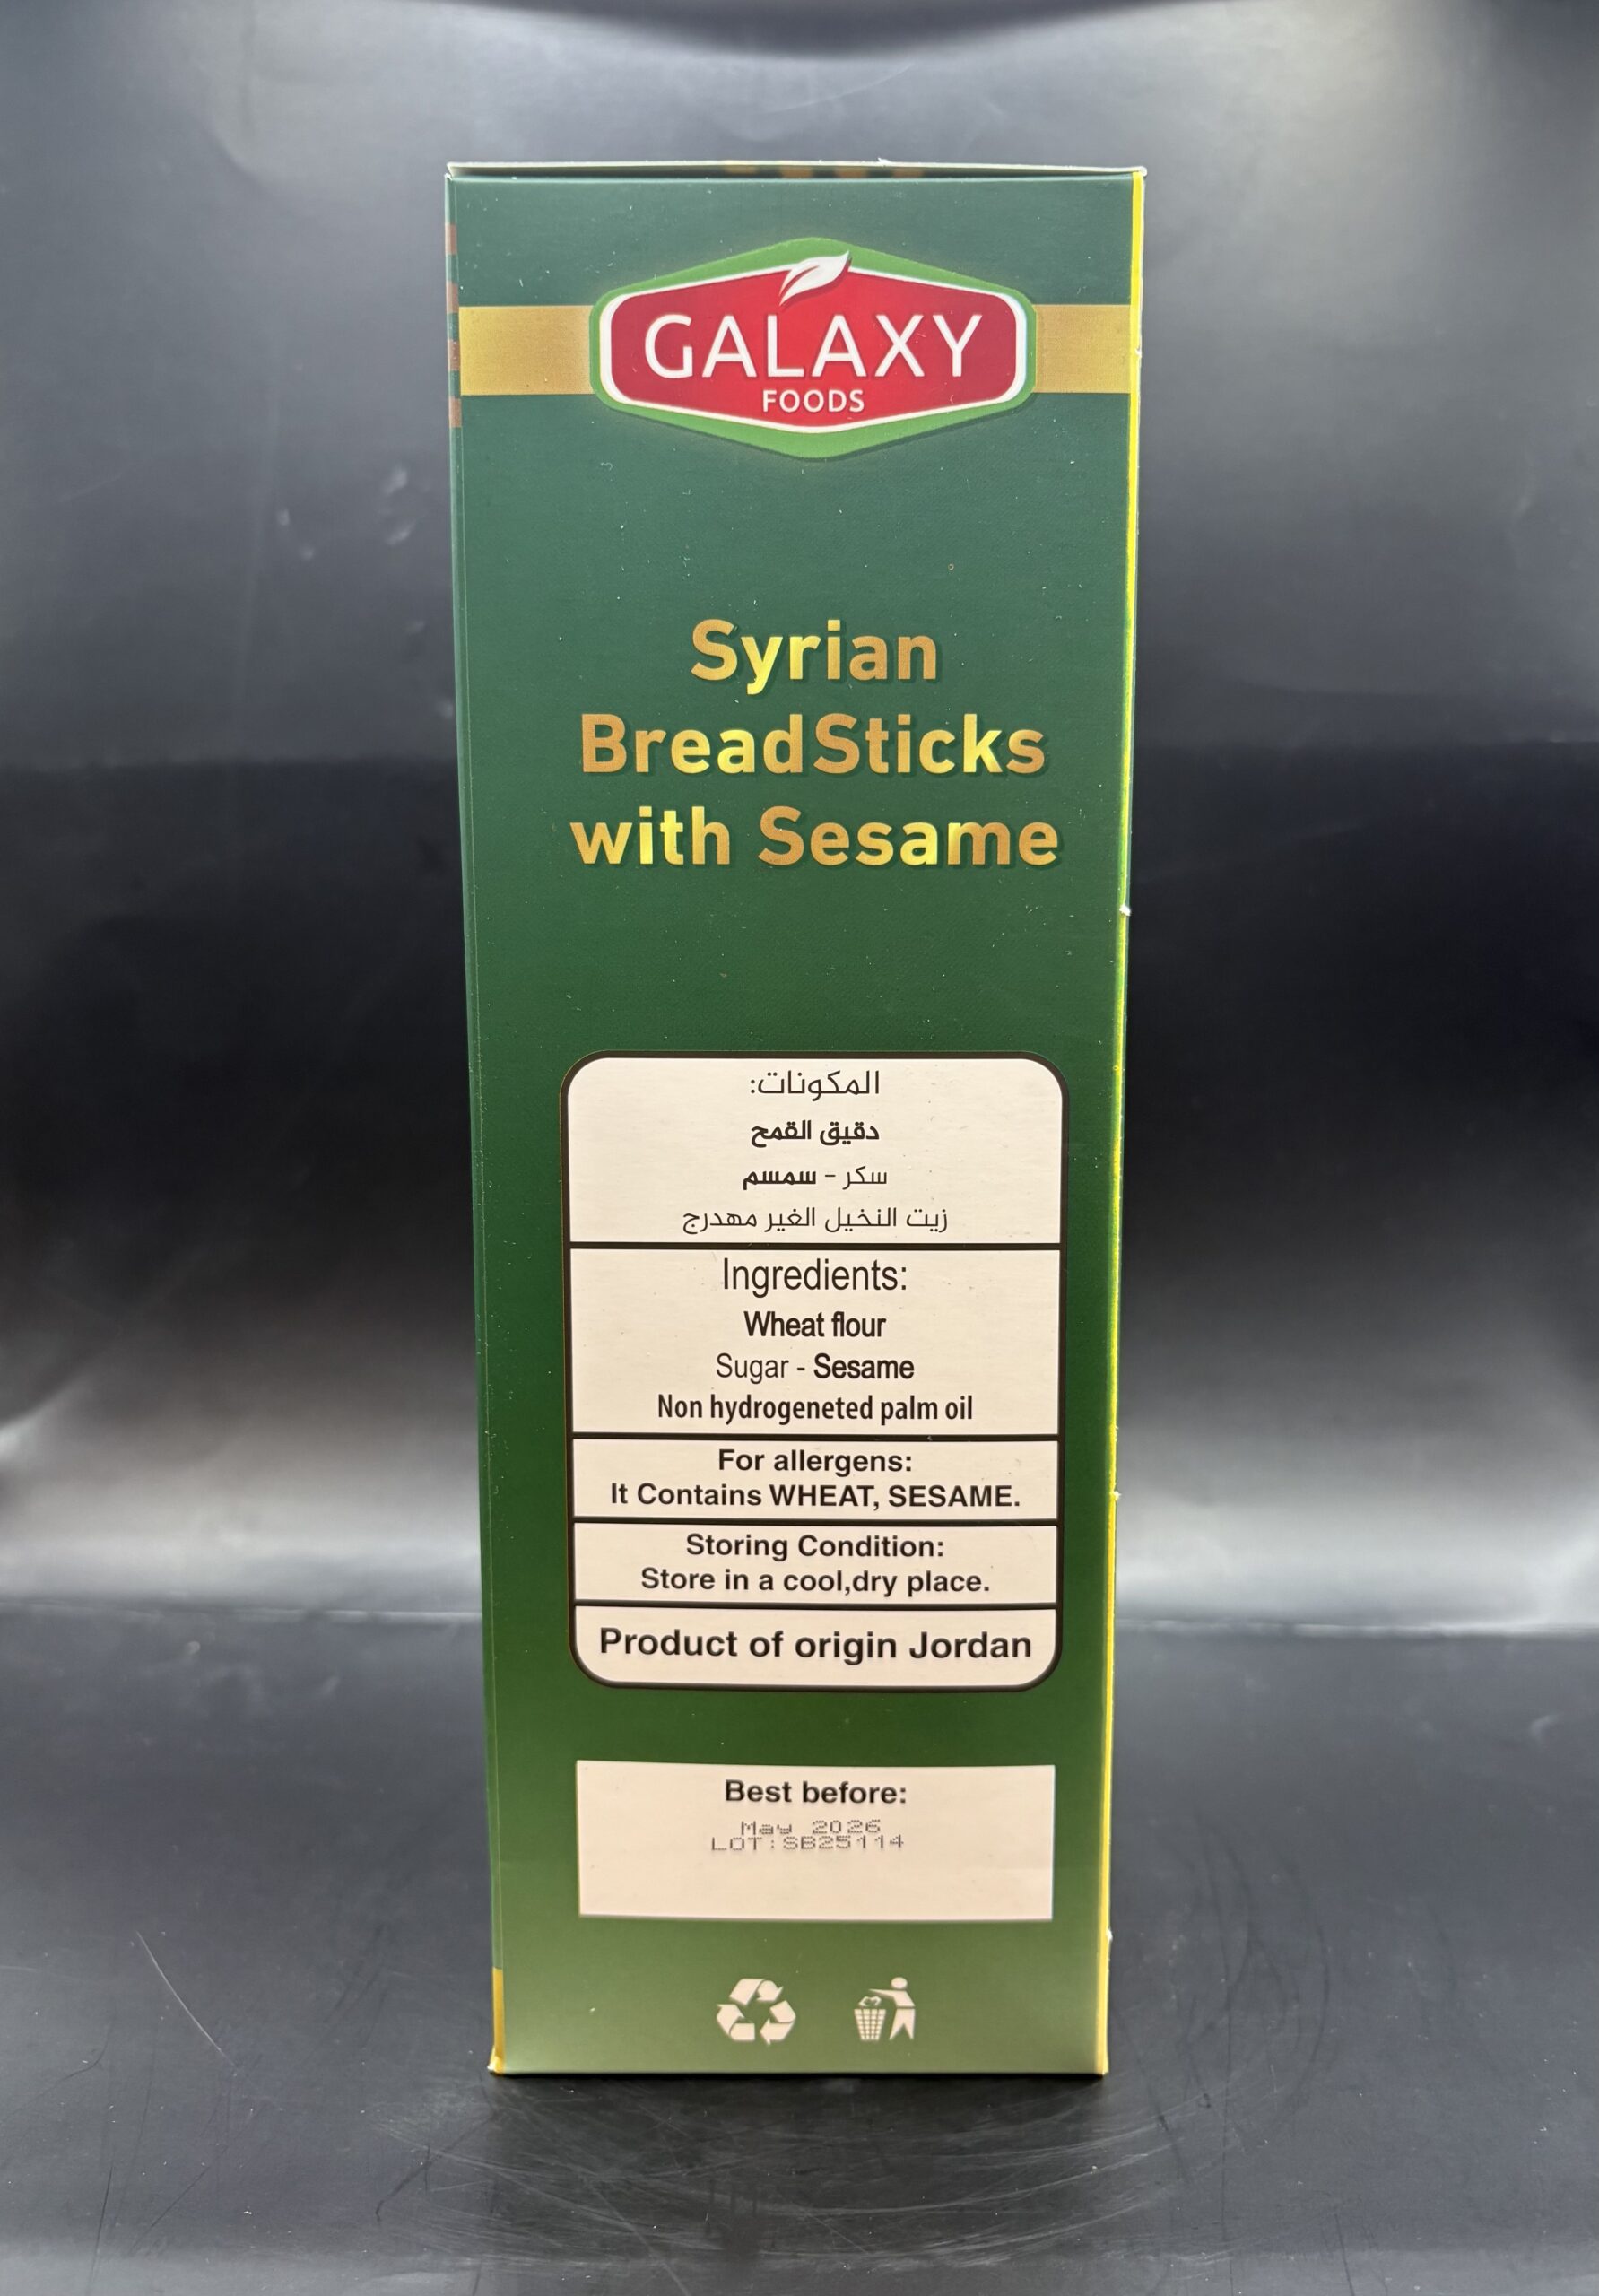 GALAXY
FOODS
Syrian
BreadSticks
with Sesame
المكونات:
دقيق القمح
سكر - سمسم
زيت النخيل الغير مهدرج
Ingredients:
Wheat flour
Sugar - Sesame
Non hydrogeneted palm oil
For allergens:
It Contains WHEAT, SESAME.
Storing Condition:
Store in a cool,dry place.
Product of origin Jordan
Best before:
May 2026
LOT:SB25114